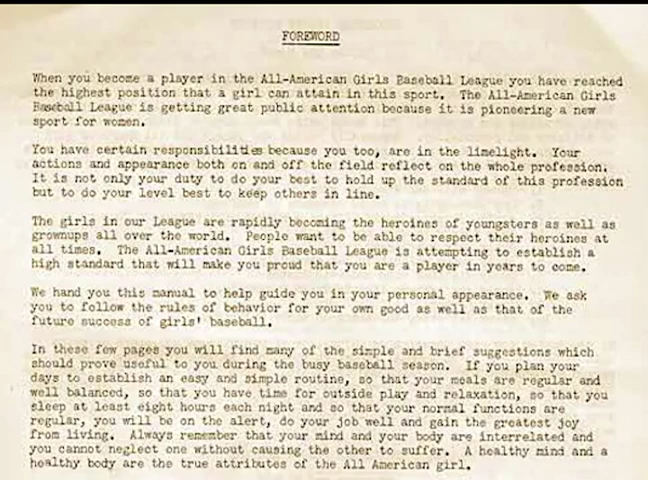 FOREWORD
When you become a player in the All-American Girls Baseball League you have reached
the highest position that a girl can attain in this sport. The All-American Girls
Baseball League is getting great public attention because it is pioneering a new
sport for women.
You have certain responsibilities because you too, are in the limelight. Your
actions and appearance both on and off the field reflect on the whole profession.
It is not only your duty to do your best to hold up the standard of this profession
but to do your level best to keep others in line.
The girls in our League are rapidly becoming the heroines of youngsters as well as
grownups all over the world. People want to be able to respect their heroines at
all times. The All-American Girls Baseball League is attempting to establish a
high standard that will make you proud that you are a player in years to come.
We hand you this manual to help guide you in your personal appearance. We ask
you to follow the rules of behavior for your own good as well as that of the
future success of girls' baseball.
In these few pages you will find many of the simple and brief suggestions which
should prove useful to you during the busy baseball season. If you plan your
days to establish an easy and simple routine, so that your meals are regular and
well balanced, so that you have time for outside play and relaxation, so that you
sleep at least eight hours each night and so that your normal functions are
regular, you will be on the alert, do your job well and gain the greatest joy
from living. Always remember that your mind and your body are interrelated and
you cannot neglect one without causing the other to suffer. A healthy mind and a
healthy body are the true attributes of the All American girl.